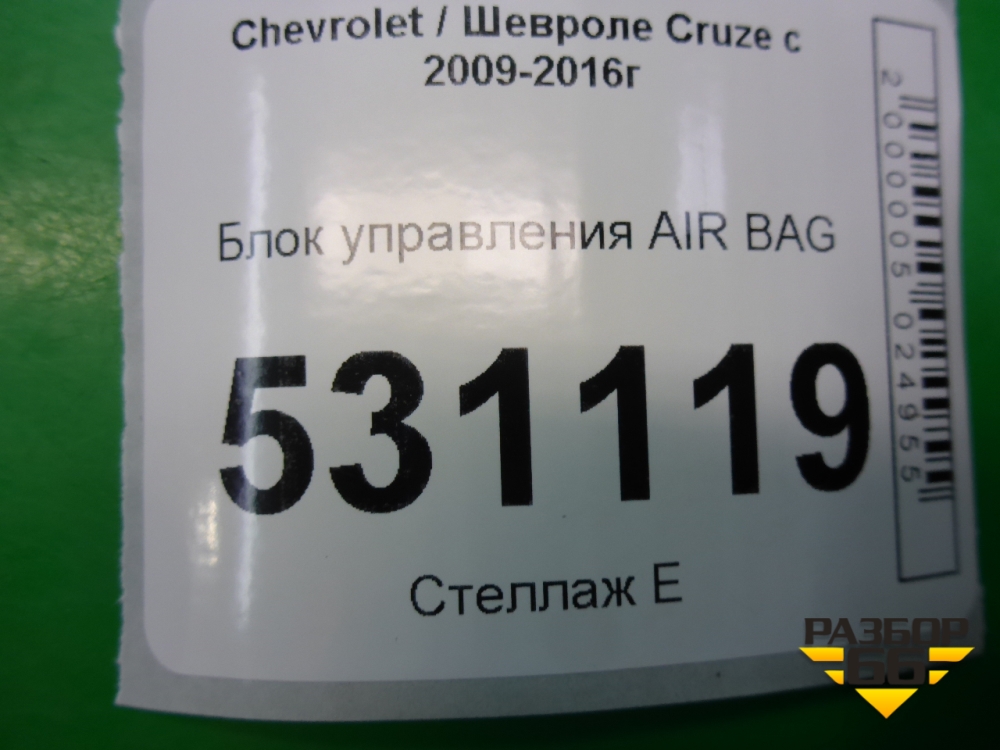 Chevrolet / Шевроле Cruze с
2009-2016г
Блок управления AIR BAG
531119
Стеллаж Е
2000005024955
РАЗБОР
66